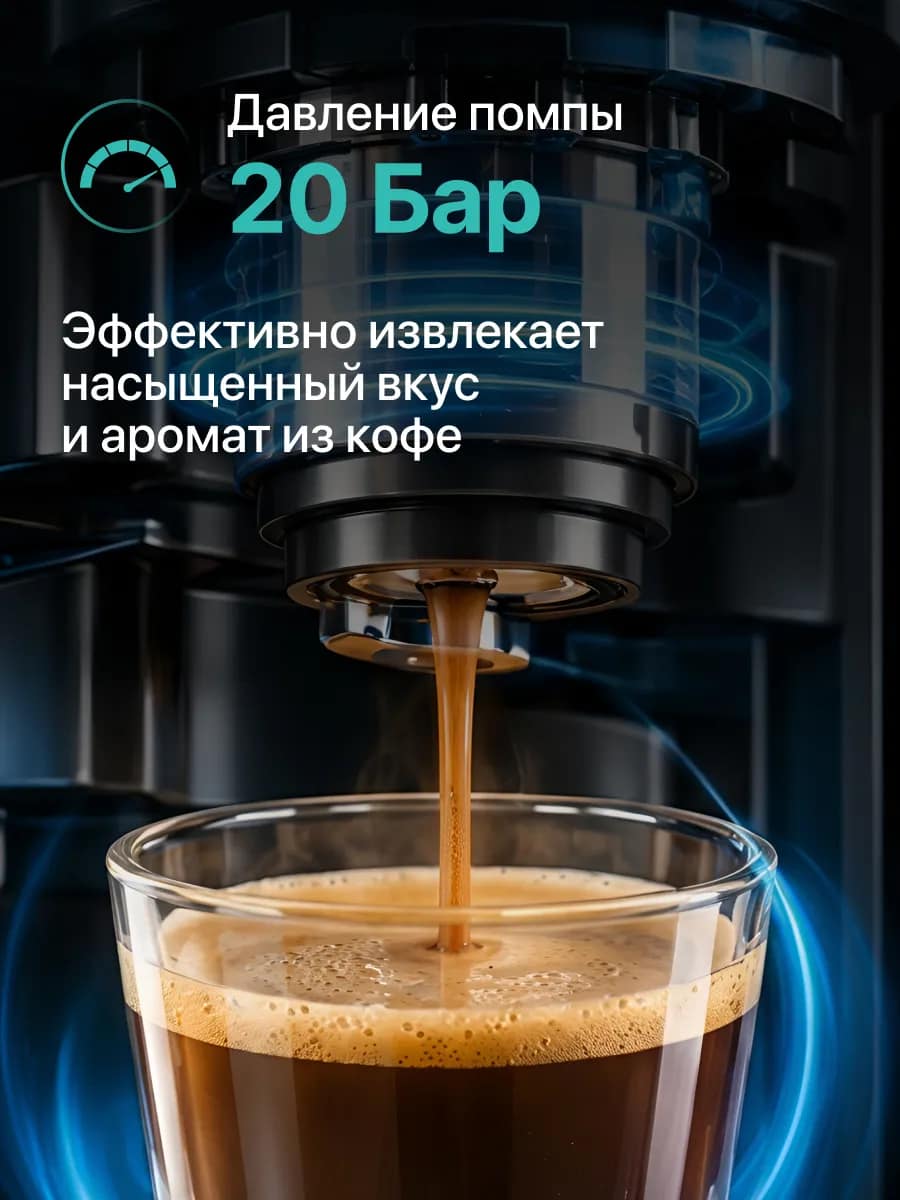 Давление помпы
20 Бар
Эффективно извлекает
насыщенный вкус
и аромат из кофе